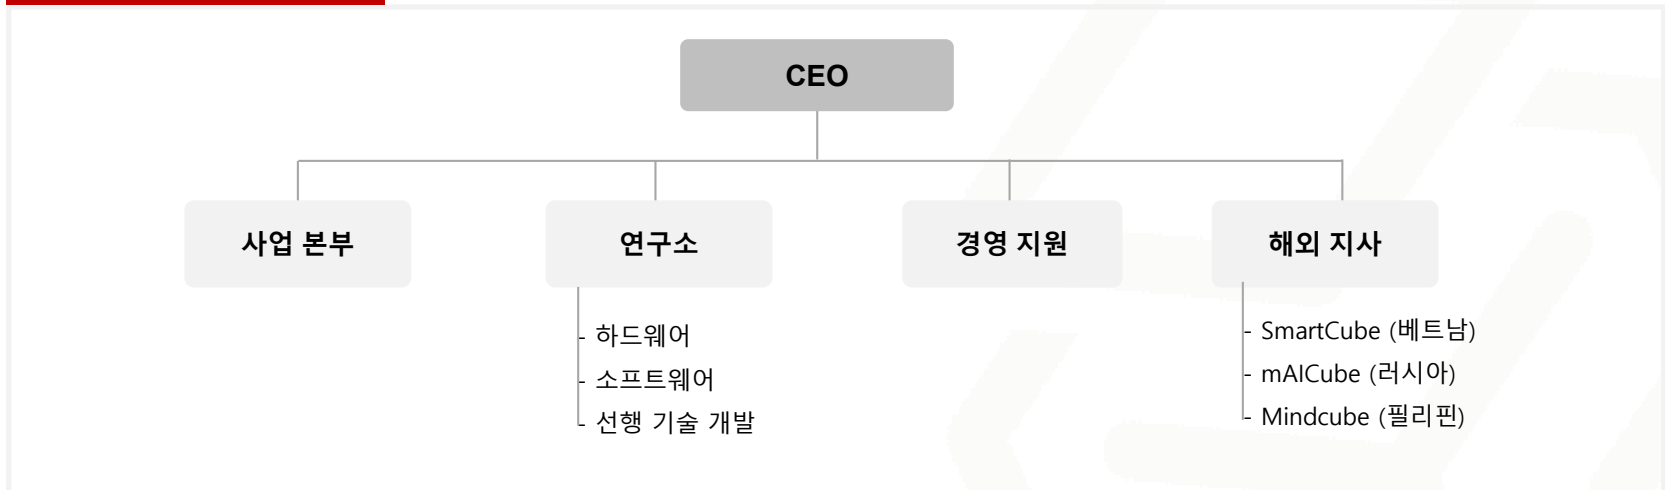 CEO
사업 본부
연구소
경영 지원
해외 지사
- 하드웨어
- 소프트웨어
- 선행 기술 개발
- SmartCube (베트남)
- mAICube (러시아)
- Mindcube (필리핀)